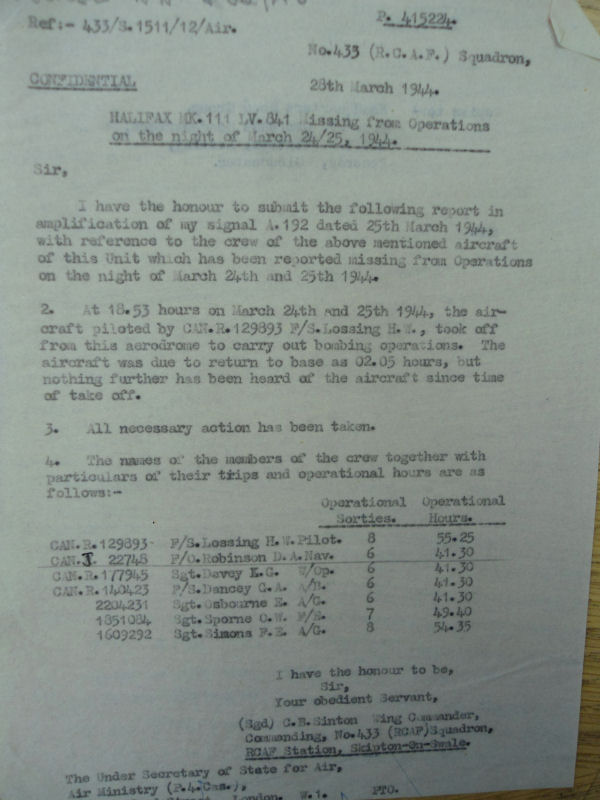 Ref:- 433/S.1511/12/Air.
P. 415224.
No.433 (R.C.A.F.) Squadron,
CONFIDENTIAL
28th March 1944.
HALIFAX MK.111 LV.841 Missing from Operations
on the night of March 24/25, 1944.
Sir,
I have the honour to submit the following report in
amplification of my signal A.192 dated 25th March 1944,
with reference to the crew of the above mentioned aircraft
of this Unit which has been reported missing from Operations
on the night of March 24th and 25th 1944.
2. At 18.53 hours on March 24th and 25th 1944, the air-
craft piloted by CAN.R.129893 F/S.Lossing H.W., took off
from this aerodrome to carry out bombing operations. The
aircraft was due to return to base as 02.05 hours, but
nothing further has been heard of the aircraft since time
of take off.
3. All necessary action has been taken.
4. The names of the members of the crew together with
particulars of their trips and operational hours are as
follows:-
Operational Operational
Sorties. Hours.
CAN.R.129893- F/S.Lossing H.W.Pilot. 8 55.25
CAN.J. 22748 F/O.Robinson D.A.Nav. 6 41.30
CAN.R.177945 Sgt.Davey K.G. W/Op. 6 41.30
CAN.R.140423 F/S.Dancey G.A. A/B. 6 41.30
2204231 Sgt.Osbourne E. A/G. 6 41.30
1851084 Sgt.Sporne O.W. F/E. 7 49.40
1609292 Sgt.Simons F.E. A/G. 8 54.35
I have the honour to be,
Sir,
Your obedient Servant,
(Sgd) C.B.Sinton Wing Commander,
Commanding, No.433 (RCAF)Squadron,
RCAF Station, Skipton-On-Swale.
The Under Secretary of State for Air,
Air Ministry (P.4.Cas.),
Street, London. W.1. PTO.